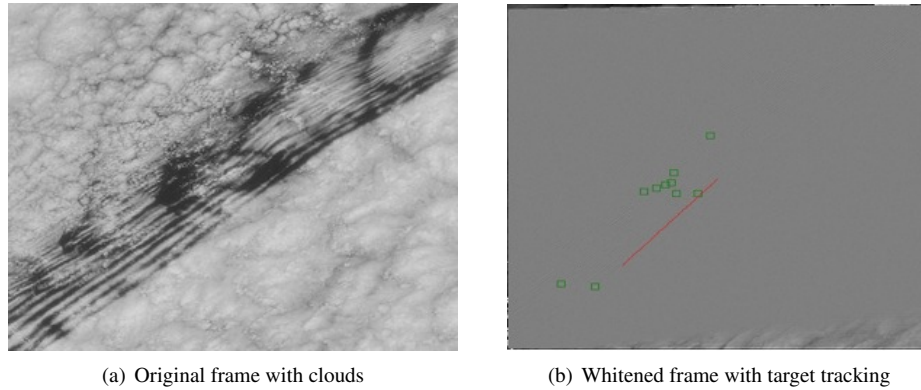 (a) Original frame with clouds
(b) Whitened frame with target tracking